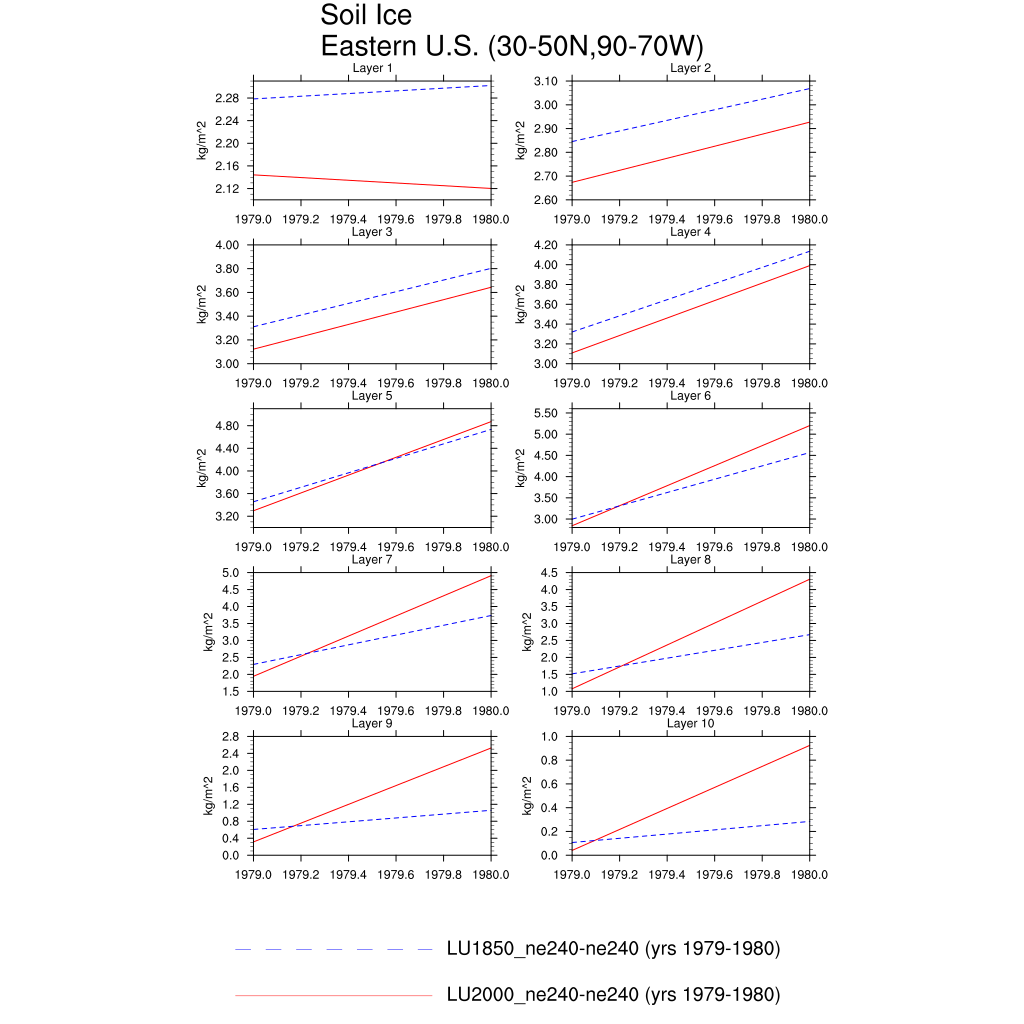 Soil Ice
Eastern U.S. (30-50N,90-70W)
Layer 1
kg/m^2
2.28
2.24
2.20
2.16
2.12
1979.0 1979.2 1979.4 1979.6 1979.8 1980.0
Layer 2
kg/m^2
3.10
3.00
2.90
2.80
2.70
2.60
1979.0 1979.2 1979.4 1979.6 1979.8 1980.0
Layer 3
kg/m^2
4.00
3.80
3.60
3.40
3.20
3.00
1979.0 1979.2 1979.4 1979.6 1979.8 1980.0
Layer 4
kg/m^2
4.20
4.00
3.80
3.60
3.40
3.20
3.00
1979.0 1979.2 1979.4 1979.6 1979.8 1980.0
Layer 5
kg/m^2
4.80
4.40
4.00
3.60
3.20
1979.0 1979.2 1979.4 1979.6 1979.8 1980.0
Layer 6
kg/m^2
5.50
5.00
4.50
4.00
3.50
3.00
1979.0 1979.2 1979.4 1979.6 1979.8 1980.0
Layer 7
kg/m^2
5.0
4.5
4.0
3.5
3.0
2.5
2.0
1.5
1979.0 1979.2 1979.4 1979.6 1979.8 1980.0
Layer 8
kg/m^2
4.5
4.0
3.5
3.0
2.5
2.0
1.5
1.0
1979.0 1979.2 1979.4 1979.6 1979.8 1980.0
Layer 9
kg/m^2
2.8
2.4
2.0
1.6
1.2
0.8
0.4
0.0
1979.0 1979.2 1979.4 1979.6 1979.8 1980.0
Layer 10
kg/m^2
1.0
0.8
0.6
0.4
0.2
0.0
1979.0 1979.2 1979.4 1979.6 1979.8 1980.0
LU1850_ne240-ne240 (yrs 1979-1980)
LU2000_ne240-ne240 (yrs 1979-1980)